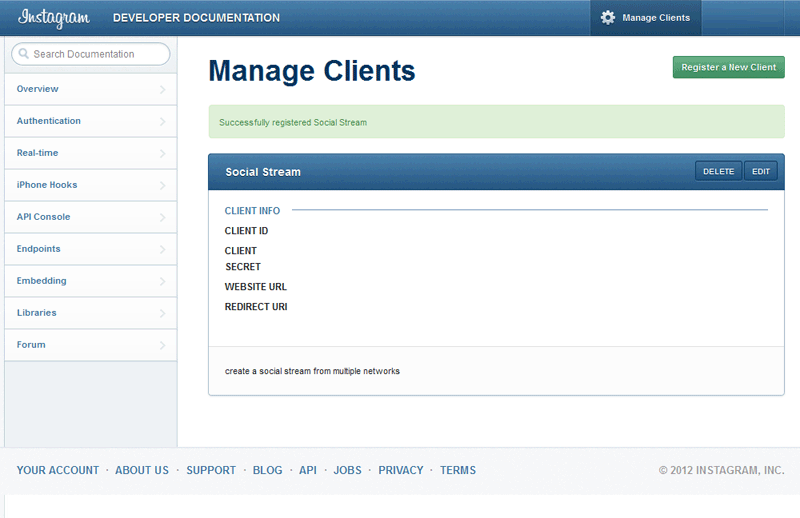 Instagram DEVELOPER DOCUMENTATION Manage Clients
Search Documentation
Overview
Authentication
Real-time
iPhone Hooks
API Console
Endpoints
Embedding
Libraries
Forum
Manage Clients
Register a New Client
Successfully registered Social Stream
Social Stream DELETE EDIT
CLIENT INFO
CLIENT ID
CLIENT
SECRET
WEBSITE URL
REDIRECT URI
create a social stream from multiple networks
YOUR ACCOUNT · ABOUT US · SUPPORT · BLOG · API · JOBS · PRIVACY · TERMS © 2012 INSTAGRAM, INC.